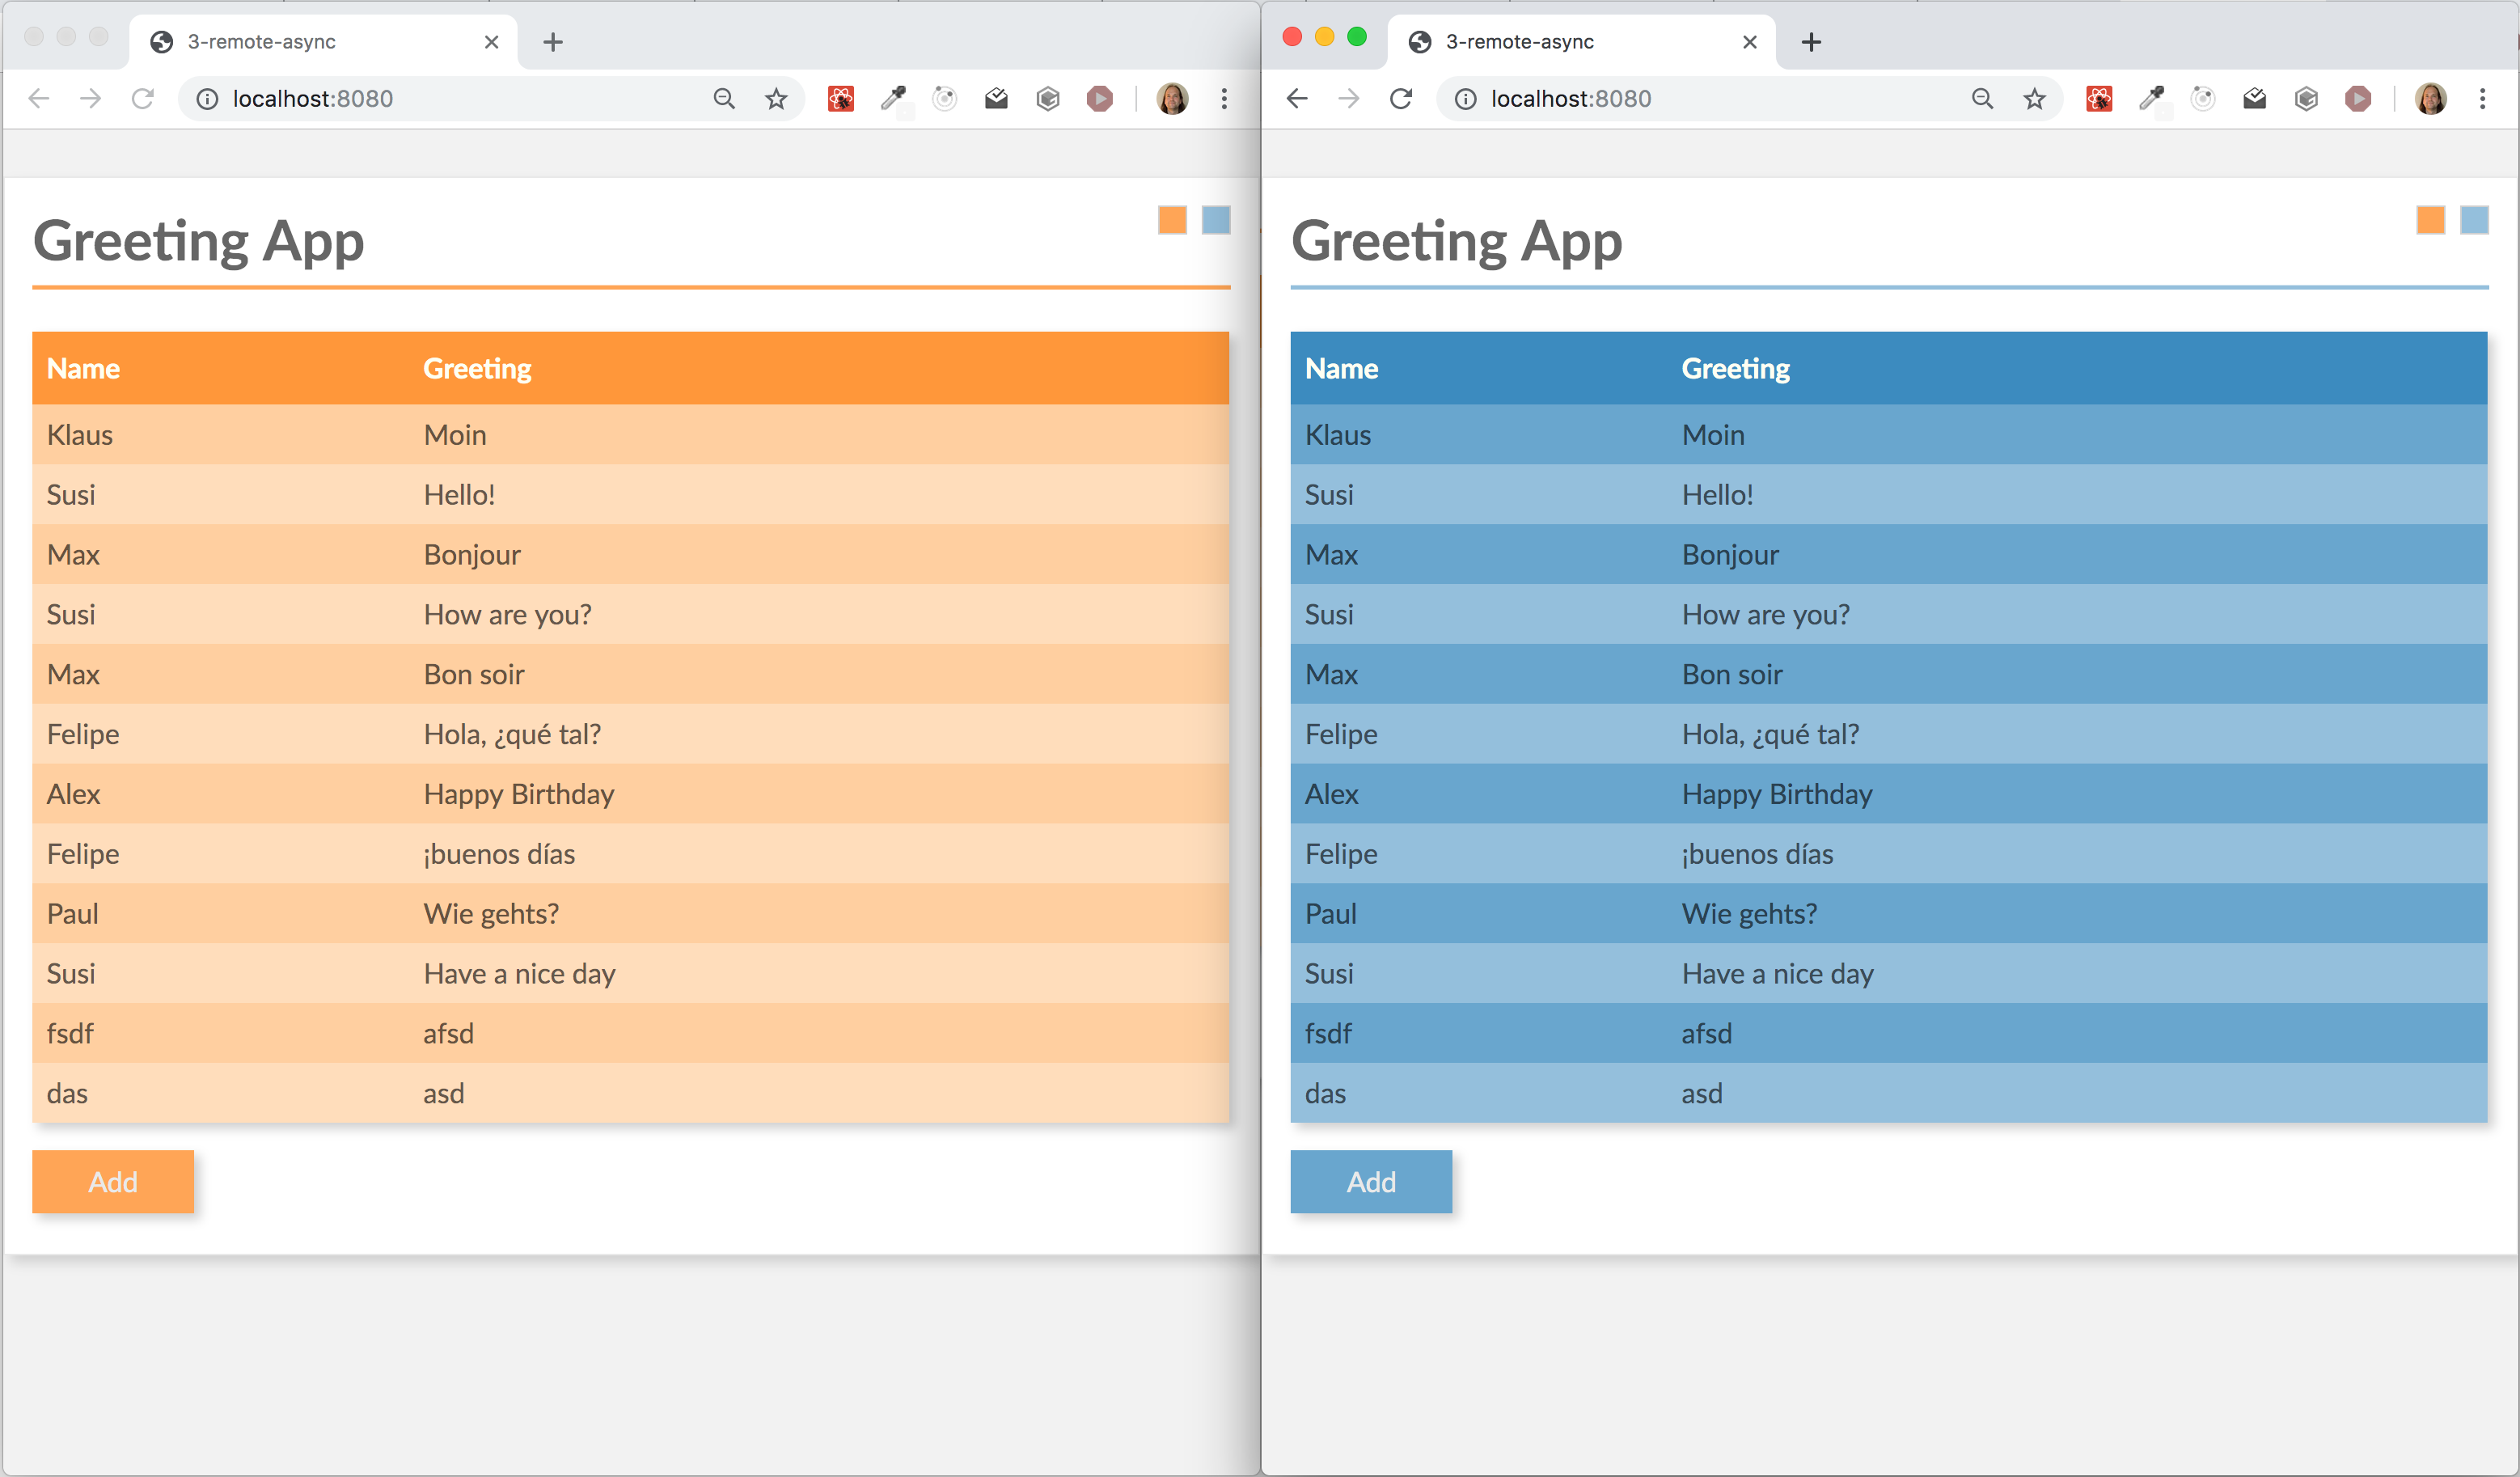 3-remote-async
localhost:8080
Greeting App
Name Greeting
Klaus Moin
Susi Hello!
Max Bonjour
Susi How are you?
Max Bon soir
Felipe Hola, ¿qué tal?
Alex Happy Birthday
Felipe ¡buenos días
Paul Wie gehts?
Susi Have a nice day
fsdf afsd
das asd
Add
3-remote-async
localhost:8080
Greeting App
Name Greeting
Klaus Moin
Susi Hello!
Max Bonjour
Susi How are you?
Max Bon soir
Felipe Hola, ¿qué tal?
Alex Happy Birthday
Felipe ¡buenos días
Paul Wie gehts?
Susi Have a nice day
fsdf afsd
das asd
Add